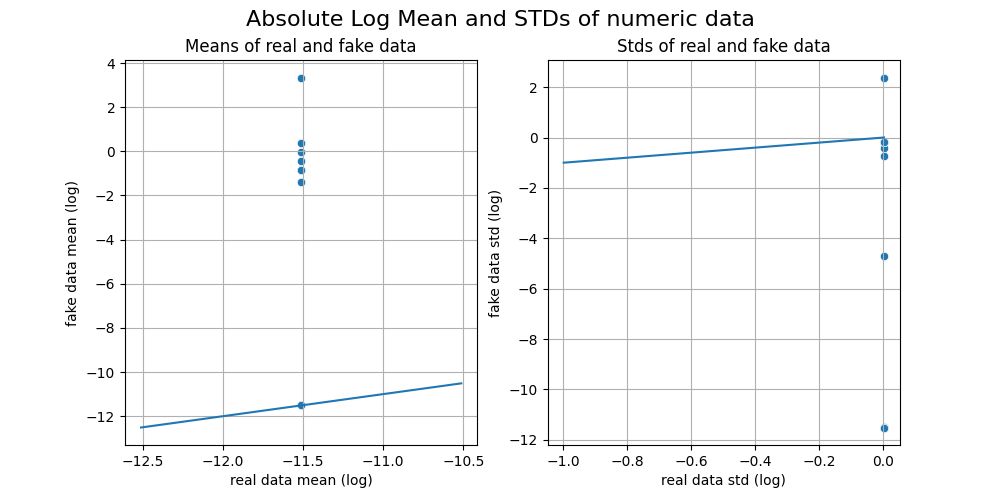 Absolute Log Mean and STDs of numeric data
Means of real and fake data
fake data mean (log)
4
2
0
−2
−4
−6
−8
−10
−12
−12.5 −12.0 −11.5 −11.0 −10.5
real data mean (log)
Stds of real and fake data
fake data std (log)
2
0
−2
−4
−6
−8
−10
−12
−1.0 −0.8 −0.6 −0.4 −0.2 0.0
real data std (log)